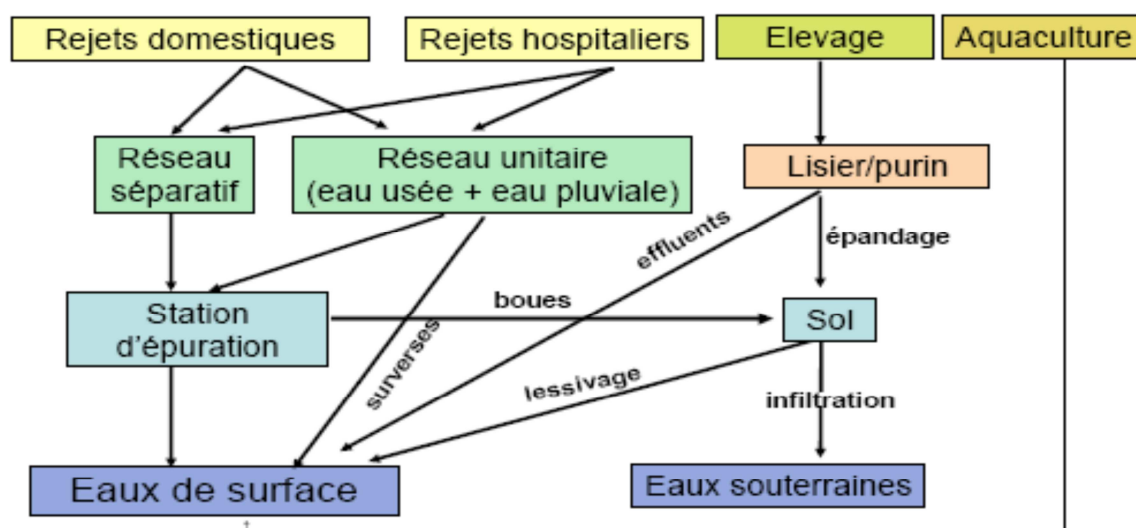 Rejets domestiques
Rejets hospitaliers
Elevage
Aquaculture
Réseau
séparatif
Réseau unitaire
(eau usée + eau pluviale)
Lisier/purin
effluents
épandage
Station
d'épuration
boues
Sol
surverses
lessivage
infiltration
Eaux de surface
Eaux souterraines